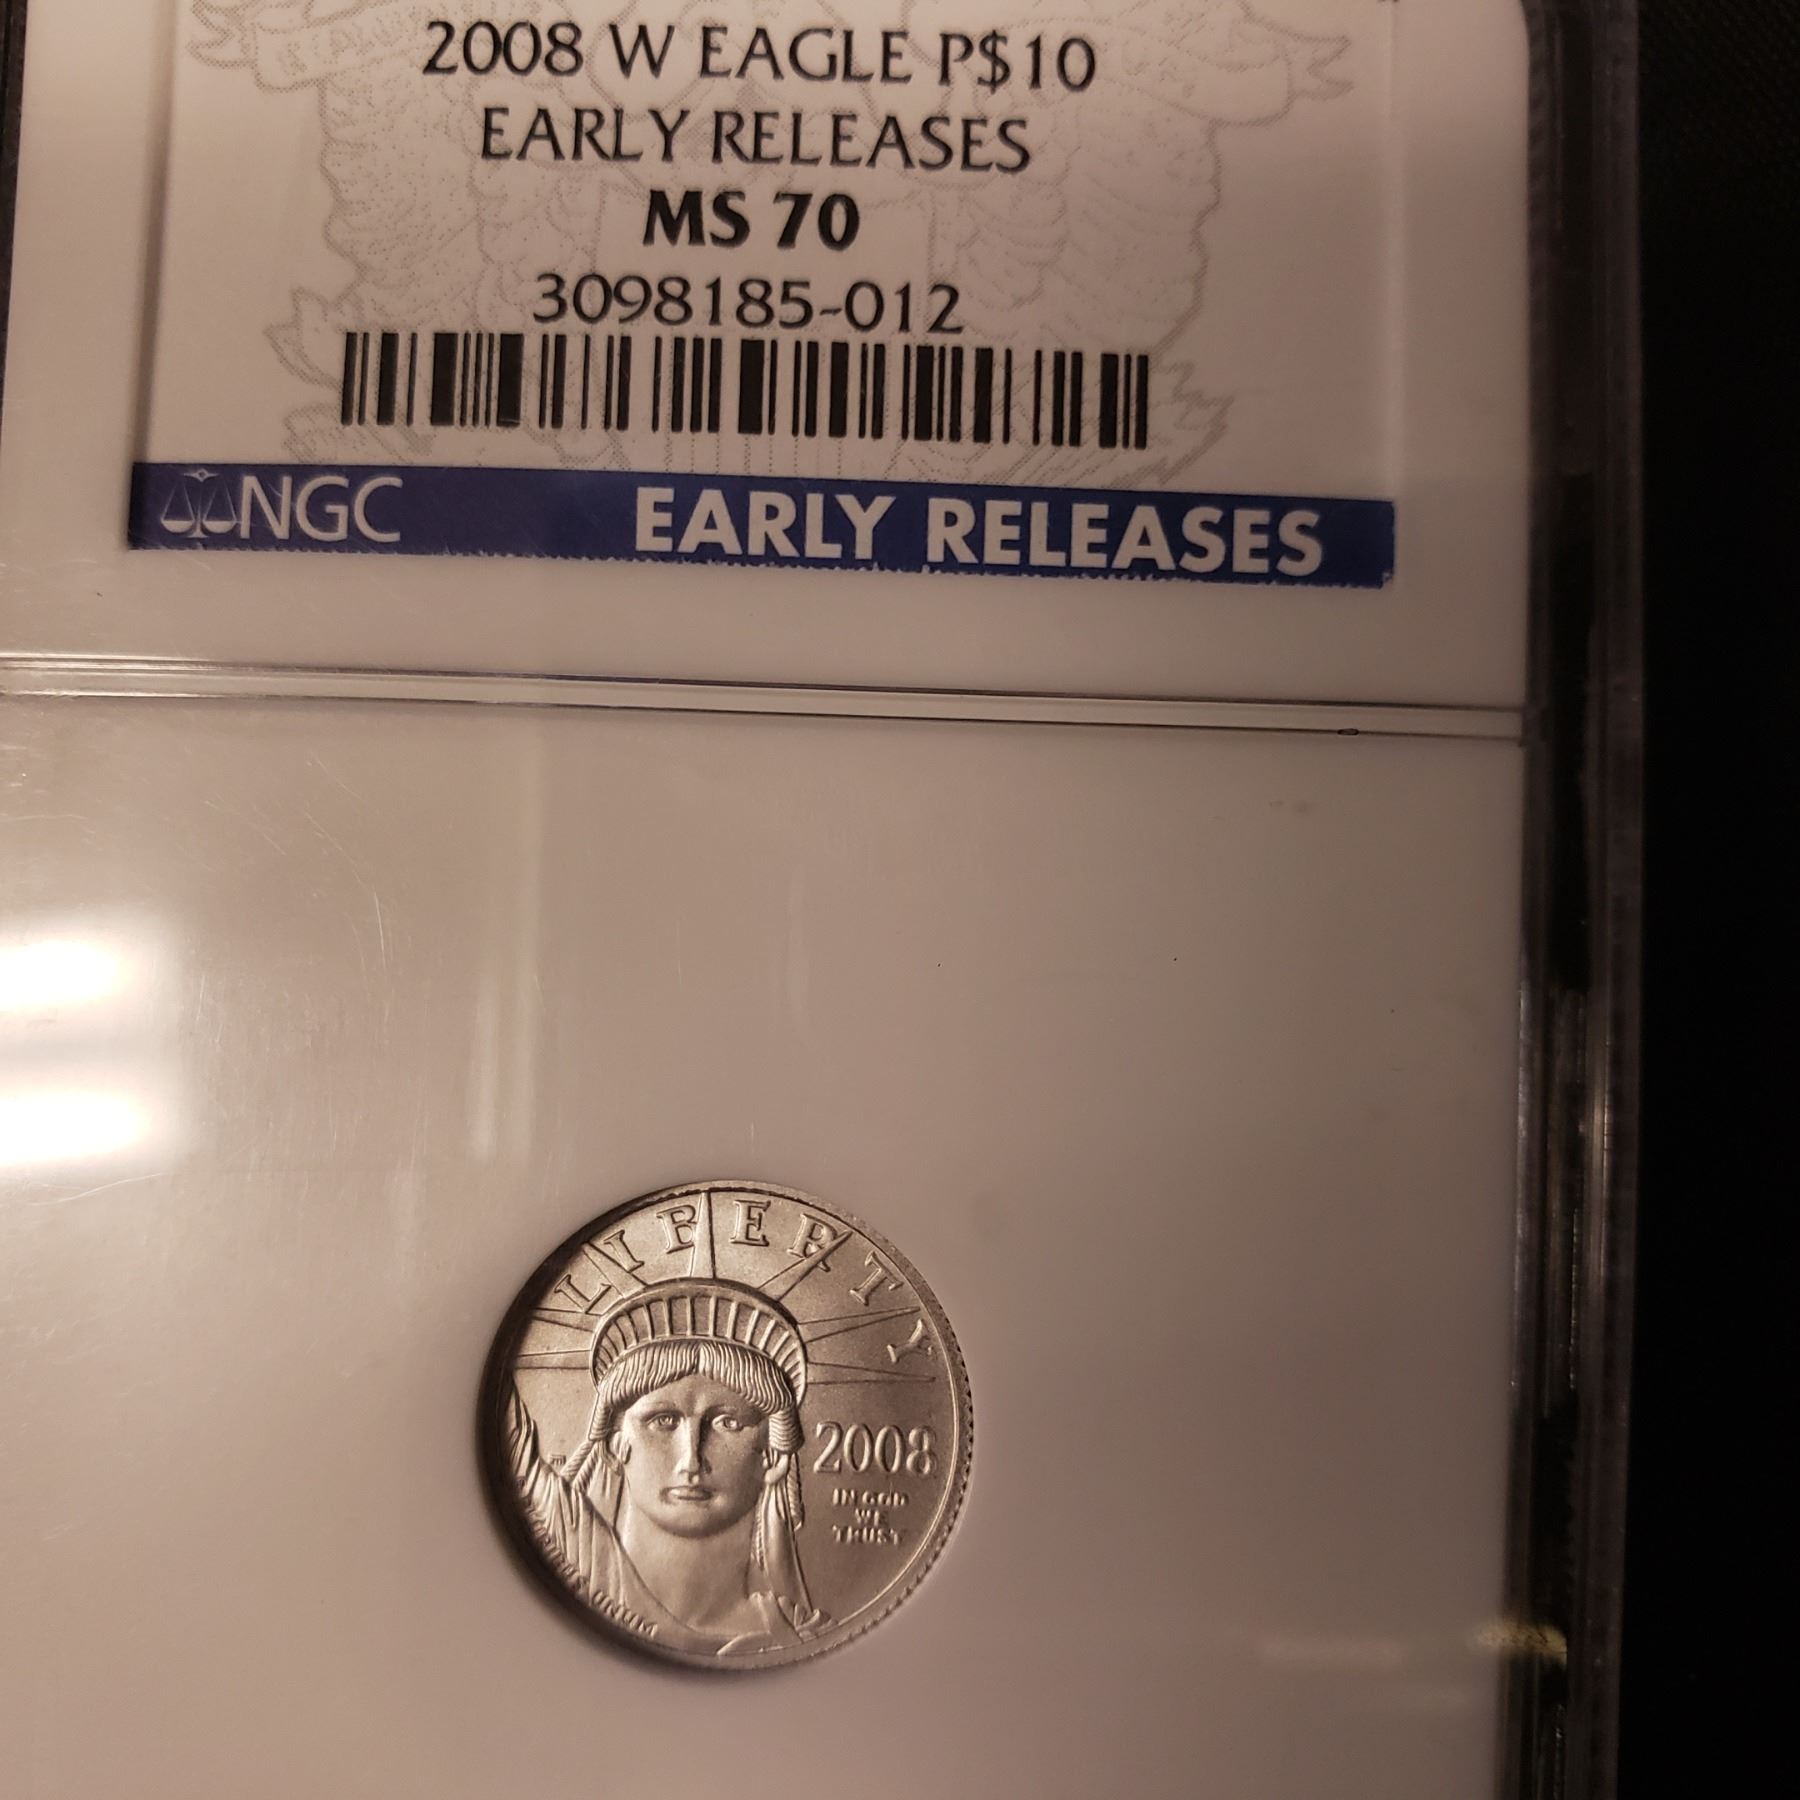 2008 W EAGLE P$10
EARLY RELEASES
MS 70
3098185-012
NGC
EARLY RELEASES
LIBERTY
2008
IN GOD
WE
TRUST